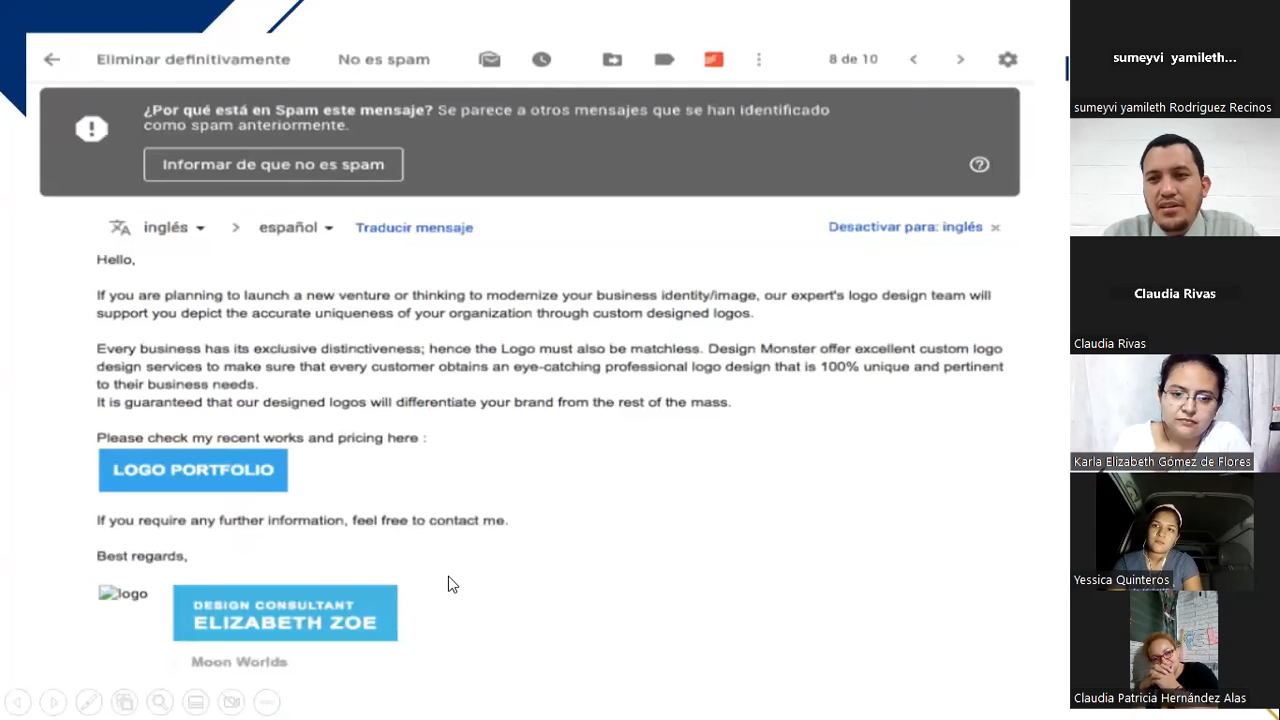 Eliminar definitivamente
No es spam
8 de 10
¿Por qué está en Spam este mensaje? Se parece a otros mensajes que se han identificado
como spam anteriormente.
Informar de que no es spam
inglés
español
Traducir mensaje
Desactivar para: inglés
Hello,
If you are planning to launch a new venture or thinking to modernize your business identity/image, our expert's logo design team will
support you depict the accurate uniqueness of your organization through custom designed logos.
Every business has its exclusive distinctiveness; hence the Logo must also be matchless. Design Monster offer excellent custom logo
design services to make sure that every customer obtains an eye-catching professional logo design that is 100% unique and pertinent
to their business needs.
It is guaranteed that our designed logos will differentiate your brand from the rest of the mass.
Please check my recent works and pricing here :
LOGO PORTFOLIO
If you require any further information, feel free to contact me.
Best regards,
logo
DESIGN CONSULTANT
ELIZABETH ZOE
Moon Worlds
sumeyvi yamileth...
sumeyvi yamileth Rodriguez Recinos
Claudia Rivas
Claudia Rivas
Karla Elizabeth Gómez de Flores
Yessica Quinteros
Claudia Patricia Hernández Alas